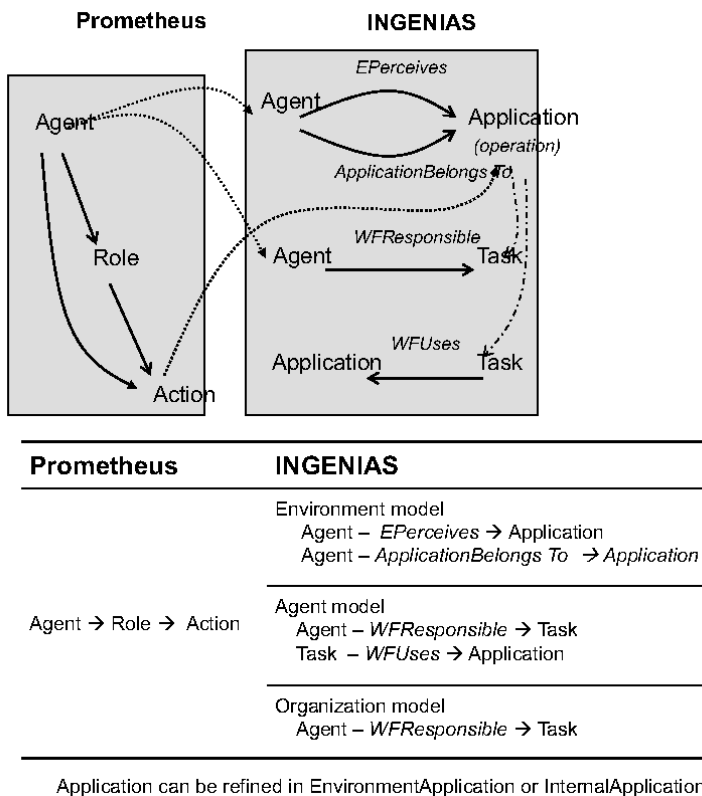 Prometheus
INGENIAS
EPerceives
Agent
Agent
Application
(operation)
ApplicationBelongs To
Role
Agent
WFResponsible
Task
Application
WFUses
Task
Action
Prometheus INGENIAS
Environment model
Agent – EPerceives → Application
Agent – ApplicationBelongs To → Application
Agent → Role → Action
Agent model
Agent – WFResponsible → Task
Task – WFUses → Application
Organization model
Agent – WFResponsible → Task
Application can be refined in EnvironmentApplication or InternalApplication